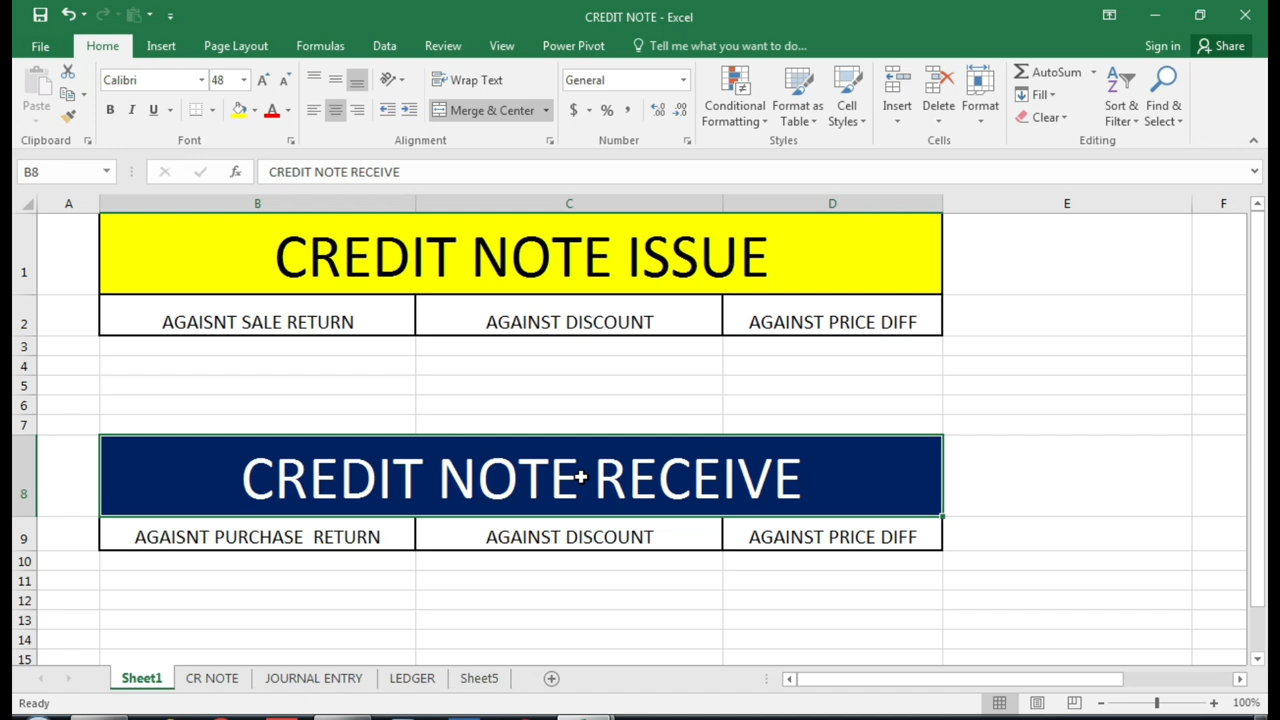 CREDIT NOTE - Excel
File Home Insert Page Layout Formulas Data Review View Power Pivot Tell me what you want to do... Sign in Share
Calibri 48 Wrap Text General AutoSum
Paste Fill
B I U Merge & Center $ % , Conditional Formatting Format as Table Cell Styles Insert Delete Format Clear Sort & Filter Find & Select
Clipboard Font Alignment Number Styles Cells Editing
B8 fx CREDIT NOTE RECEIVE
A B C D E F
1 CREDIT NOTE ISSUE
2 AGAISNT SALE RETURN AGAINST DISCOUNT AGAINST PRICE DIFF
3
4
5
6
7
8 CREDIT NOTE RECEIVE
9 AGAISNT PURCHASE  RETURN AGAINST DISCOUNT AGAINST PRICE DIFF
10
11
12
13
14
15
Sheet1 CR NOTE JOURNAL ENTRY LEDGER Sheet5
Ready 100%